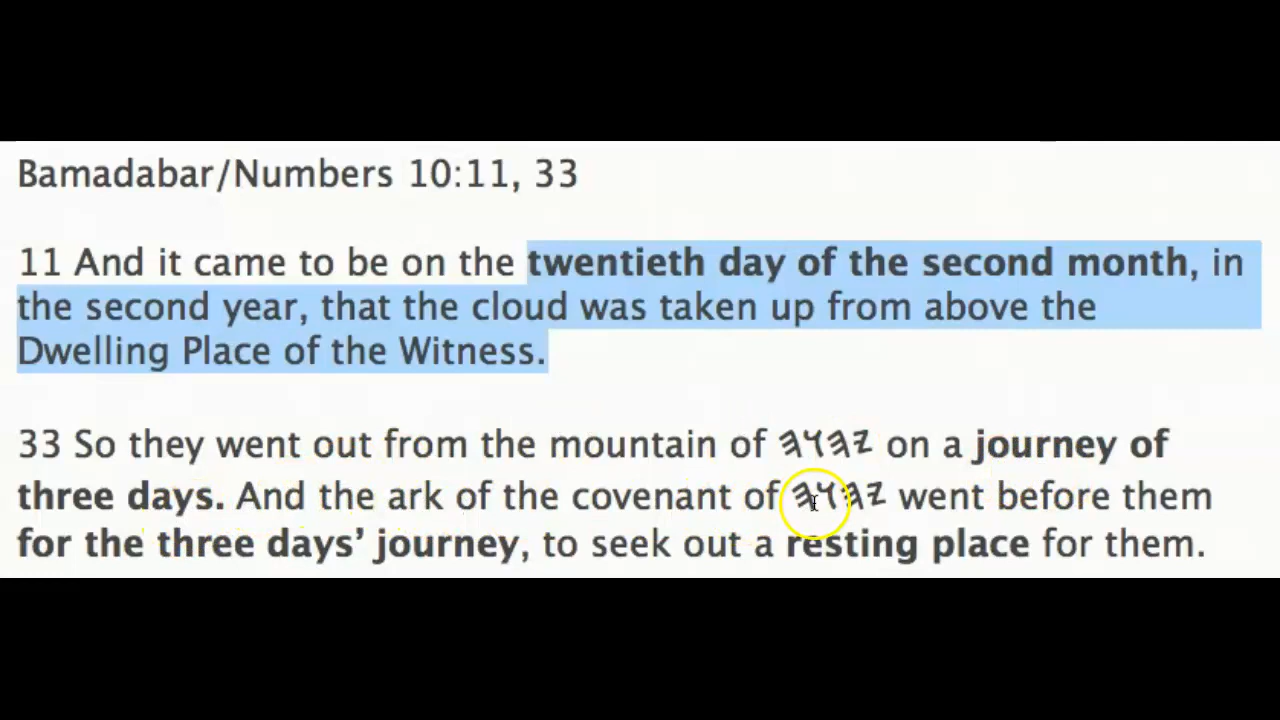 Bamadabar/Numbers 10:11, 33
11 And it came to be on the twentieth day of the second month, in
the second year, that the cloud was taken up from above the
Dwelling Place of the Witness.
33 So they went out from the mountain of 𐤉𐤄𐤅𐤄 on a journey of
three days. And the ark of the covenant of 𐤉𐤄𐤅𐤄 went before them
for the three days’ journey, to seek out a resting place for them.